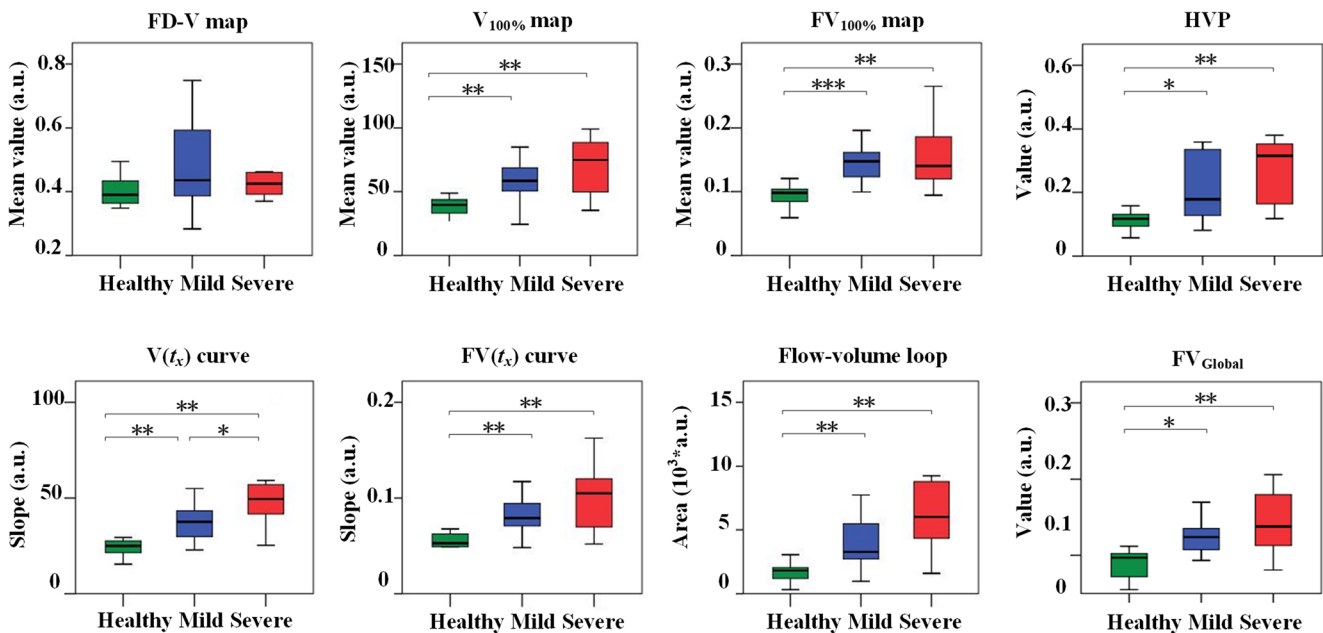 FD-V map
Mean value (a.u.)
0.8
0.6
0.4
0.2
Healthy Mild Severe
V100% map
Mean value (a.u.)
150
100
50
0
**
**
Healthy Mild Severe
FV100% map
Mean value (a.u.)
0.3
0.2
0.1
0
**
***
Healthy Mild Severe
HVP
Value (a.u.)
0.6
0.4
0.2
0
**
*
Healthy Mild Severe
V(tx) curve
Slope (a.u.)
100
50
0
**
**
*
Healthy Mild Severe
FV(tx) curve
Slope (a.u.)
0.2
0.1
0
**
**
Healthy Mild Severe
Flow-volume loop
Area (10³*a.u.)
15
10
5
0
**
**
Healthy Mild Severe
FVGlobal
Value (a.u.)
0.3
0.2
0.1
0
**
*
Healthy Mild Severe